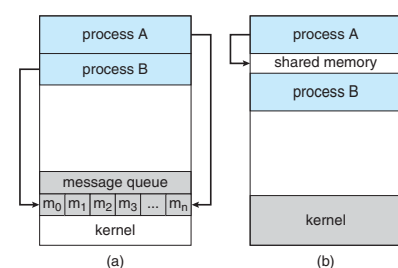 process A
process B
message queue
m0 m1 m2 m3 ... mn
kernel
(a)
process A
shared memory
process B
kernel
(b)